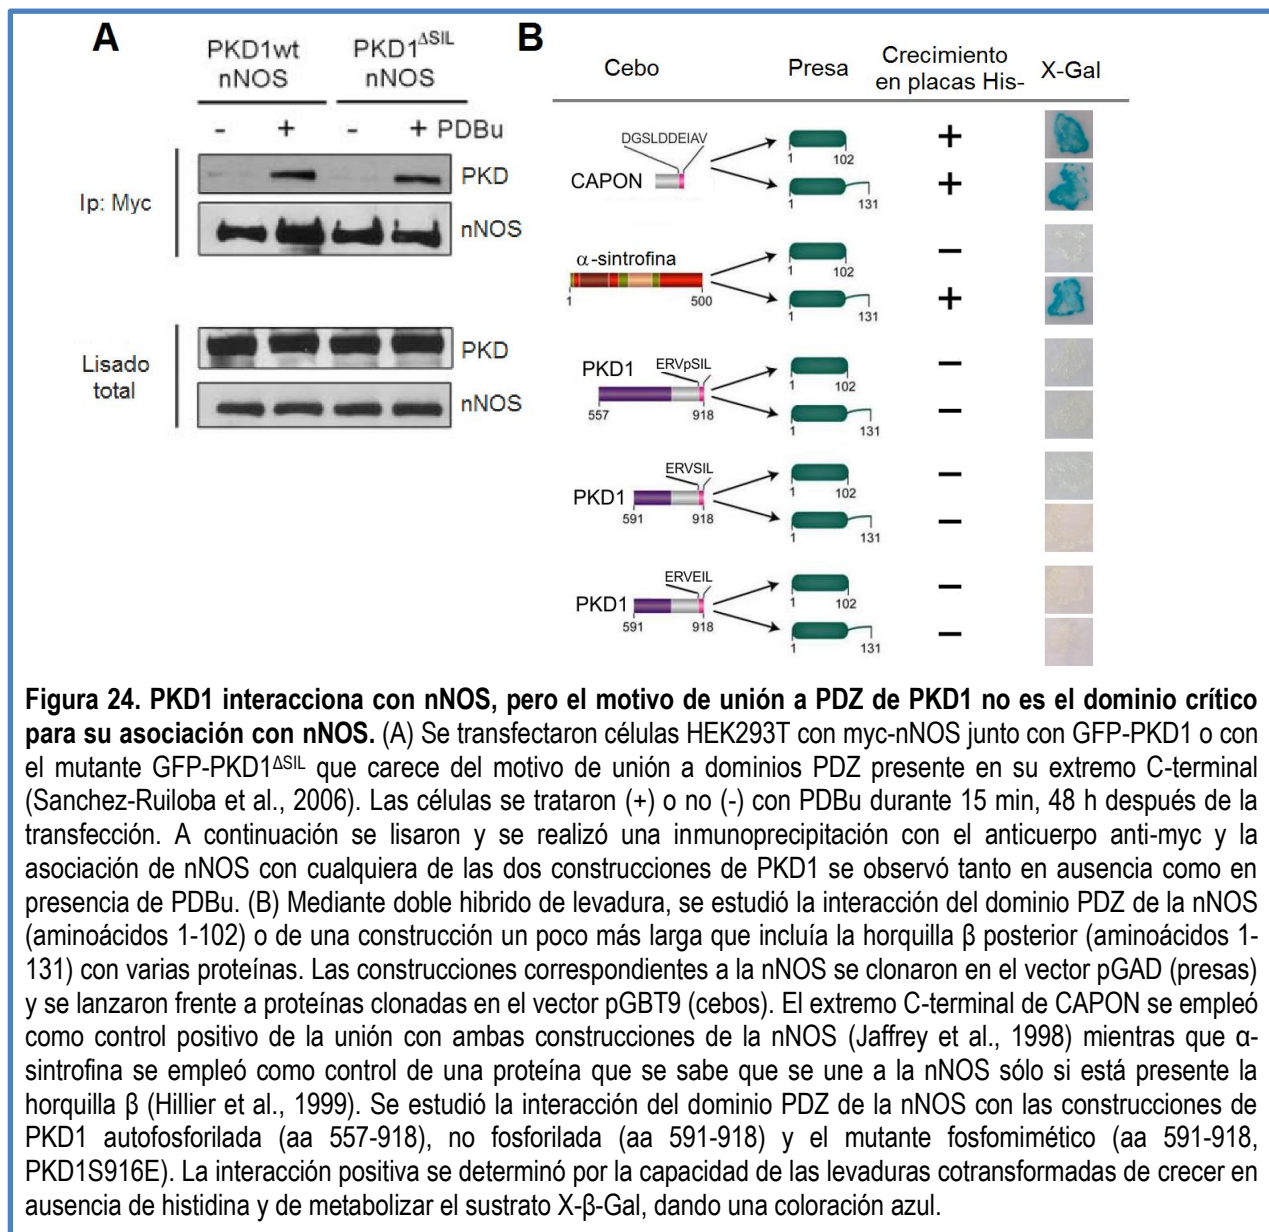 A
PKD1wt
nNOS
PKD1ΔSIL
nNOS
- + - + PDBu
Ip: Myc
PKD
nNOS
Lisado
total
PKD
nNOS
B
Cebo
Presa
Crecimiento
en placas His-
X-Gal
DGSLDDEIAV
CAPON
1 102
+
1 131
+
α-sintrofina
1 500
1 102
−
1 131
+
PKD1
ERVpSIL
557 918
1 102
−
1 131
−
ERVSIL
PKD1
591 918
1 102
−
1 131
−
ERVEIL
PKD1
591 918
1 102
−
1 131
−
Figura 24. PKD1 interacciona con nNOS, pero el motivo de unión a PDZ de PKD1 no es el dominio crítico
para su asociación con nNOS. (A) Se transfectaron células HEK293T con myc-nNOS junto con GFP-PKD1 o con
el mutante GFP-PKD1ΔSIL que carece del motivo de unión a dominios PDZ presente en su extremo C-terminal
(Sanchez-Ruiloba et al., 2006). Las células se trataron (+) o no (-) con PDBu durante 15 min, 48 h después de la
transfección. A continuación se lisaron y se realizó una inmunoprecipitación con el anticuerpo anti-myc y la
asociación de nNOS con cualquiera de las dos construcciones de PKD1 se observó tanto en ausencia como en
presencia de PDBu. (B) Mediante doble hibrido de levadura, se estudió la interacción del dominio PDZ de la nNOS
(aminoácidos 1-102) o de una construcción un poco más larga que incluía la horquilla β posterior (aminoácidos 1-
131) con varias proteínas. Las construcciones correspondientes a la nNOS se clonaron en el vector pGAD (presas)
y se lanzaron frente a proteínas clonadas en el vector pGBT9 (cebos). El extremo C-terminal de CAPON se empleó
como control positivo de la unión con ambas construcciones de la nNOS (Jaffrey et al., 1998) mientras que α-
sintrofina se empleó como control de una proteína que se sabe que se une a la nNOS sólo si está presente la
horquilla β (Hillier et al., 1999). Se estudió la interacción del dominio PDZ de la nNOS con las construcciones de
PKD1 autofosforilada (aa 557-918), no fosforilada (aa 591-918) y el mutante fosfomimético (aa 591-918,
PKD1S916E). La interacción positiva se determinó por la capacidad de las levaduras cotransformadas de crecer en
ausencia de histidina y de metabolizar el sustrato X-β-Gal, dando una coloración azul.